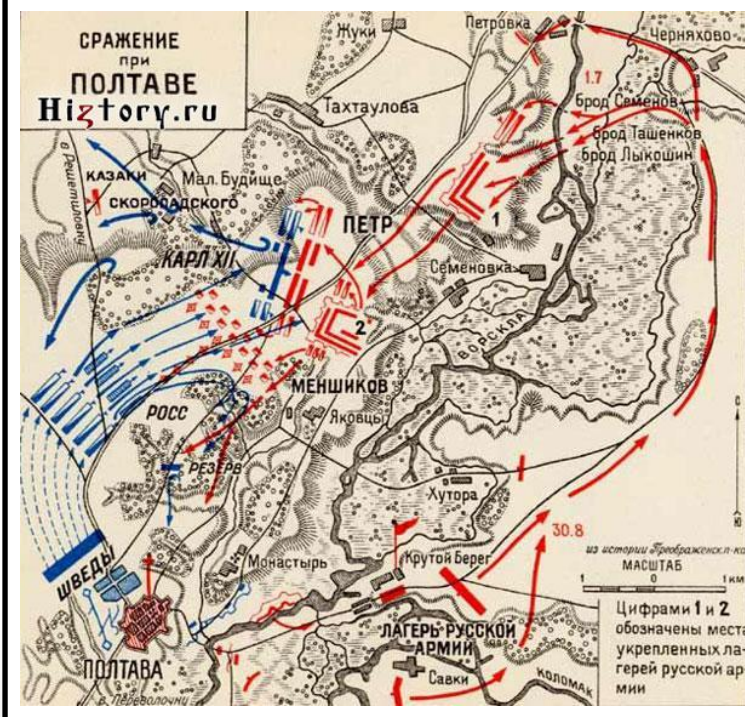 СРАЖЕНИЕ
при
ПОЛТАВЕ
Hiztory.ru
Жуки
Петровка
Черняхово
1.7
Тахтаулова
брод Семенов
брод Ташенков
брод Лыкошин
в Решетиловку
КАЗАКИ
СКОРОПАДСКОГО
Мал. Будище
ПЕТР
1
КАРЛ XII
Семеновка
2
ВОРСКЛА
МЕНШИКОВ
РОСС
Яковцы
РЕЗЕРВ
Хутора
С
Ю
30.8
ШВЕДЫ
Монастырь
Крутой Берег
из истории Преображенск. п-ка
МАСШТАБ
1 0 1 км
ЛАГЕРЬ РУССКОЙ
АРМИИ
ПОЛТАВА
Савки
КОЛОМАК
в Переволочну
Цифрами 1 и 2
обозначены места
укрепленных ла-
герей русской ар-
мии